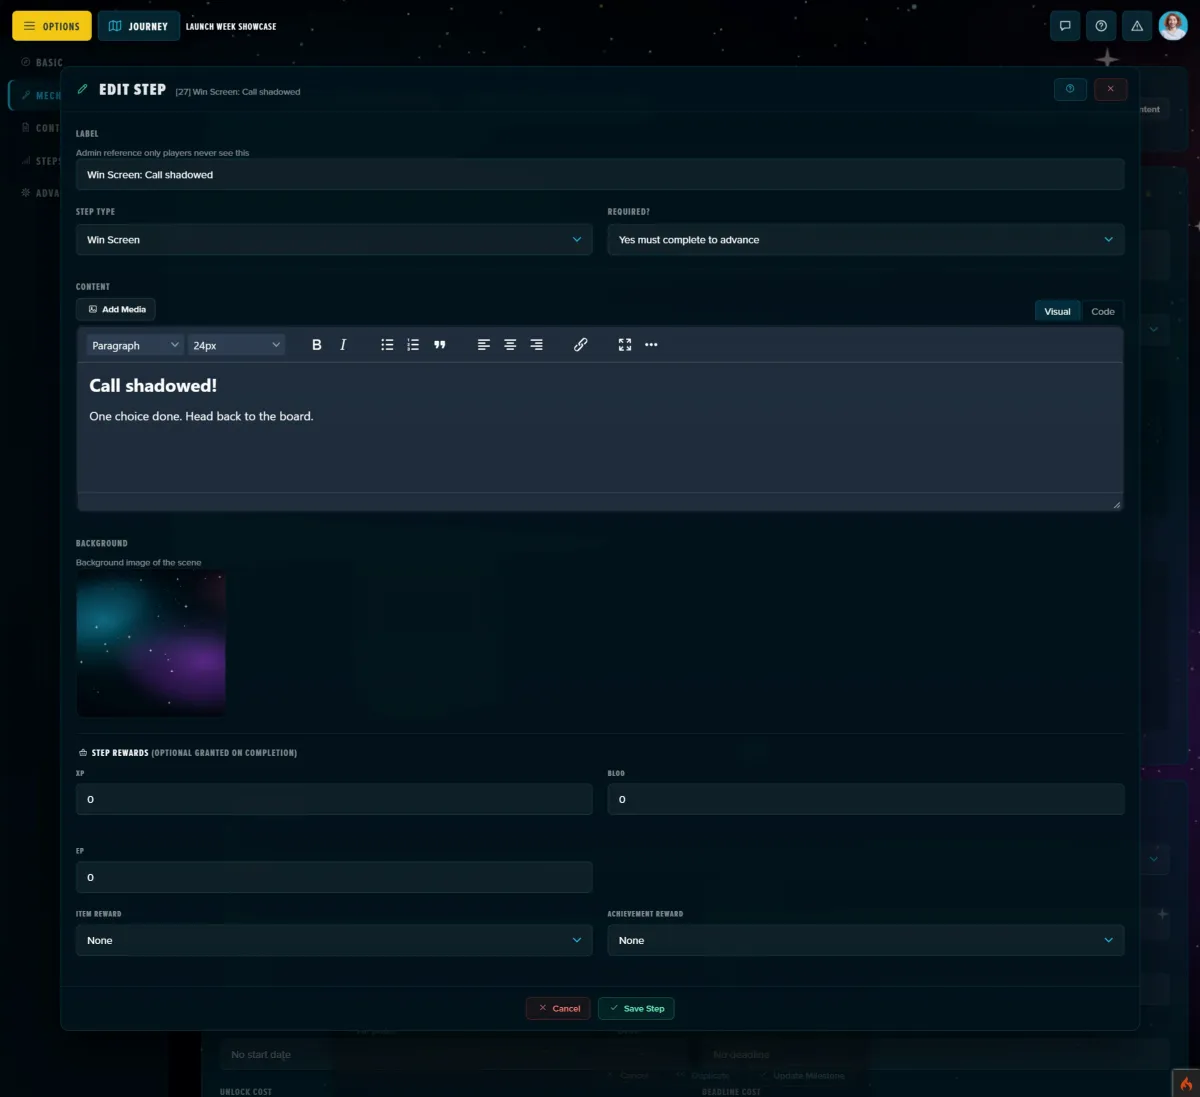 OPTIONS
JOURNEY
LAUNCH WEEK SHOWCASE
BASIC
MECH
CONT
STEPS
ADVA
EDIT STEP
[27] Win Screen: Call shadowed
LABEL
Admin reference only players never see this
Win Screen: Call shadowed
STEP TYPE
REQUIRED?
Win Screen
Yes must complete to advance
CONTENT
Add Media
Visual
Code
Paragraph
24px
Call shadowed!
One choice done. Head back to the board.
BACKGROUND
Background image of the scene
STEP REWARDS (OPTIONAL GRANTED ON COMPLETION)
XP
BLOO
0
0
EP
0
ITEM REWARD
ACHIEVEMENT REWARD
None
None
Cancel
Save Step
No start date
No deadline
Cancel
Duplicate
Update Milestone
UNLOCK COST
DEADLINE COST